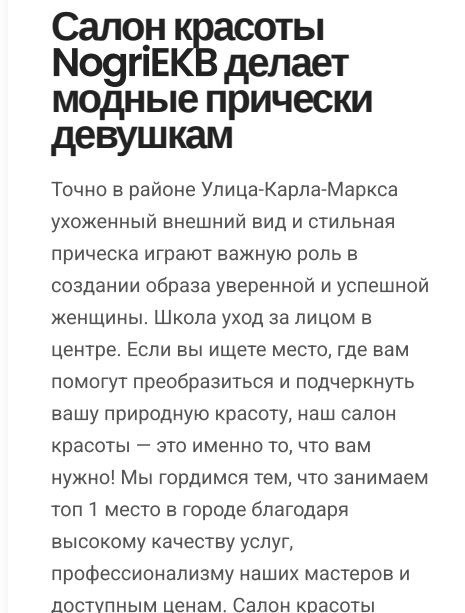 Салон красоты
NogriEKB делает
модные прически
девушкам
Точно в районе Улица-Карла-Маркса
ухоженный внешний вид и стильная
прическа играют важную роль в
создании образа уверенной и успешной
женщины. Школа уход за лицом в
центре. Если вы ищете место, где вам
помогут преобразиться и подчеркнуть
вашу природную красоту, наш салон
красоты — это именно то, что вам
нужно! Мы гордимся тем, что занимаем
топ 1 место в городе благодаря
высокому качеству услуг,
профессионализму наших мастеров и
доступным ценам. Салон красоты